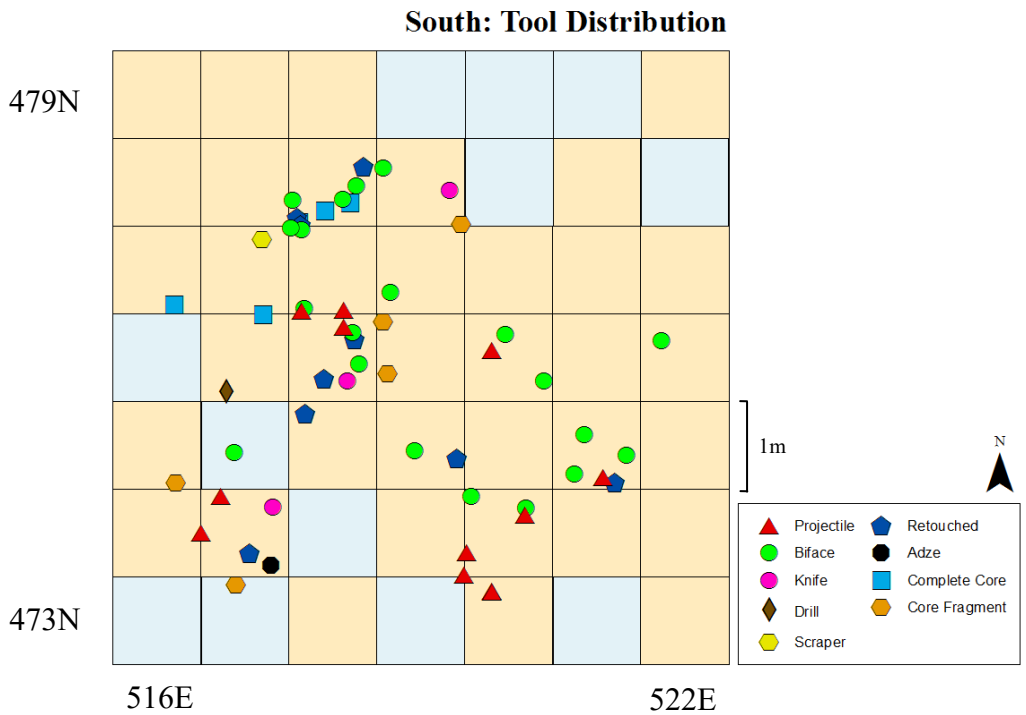 South: Tool Distribution
479N
1m
N
473N
Projectile
Biface
Knife
Drill
Scraper
Retouched
Adze
Complete Core
Core Fragment
516E
522E